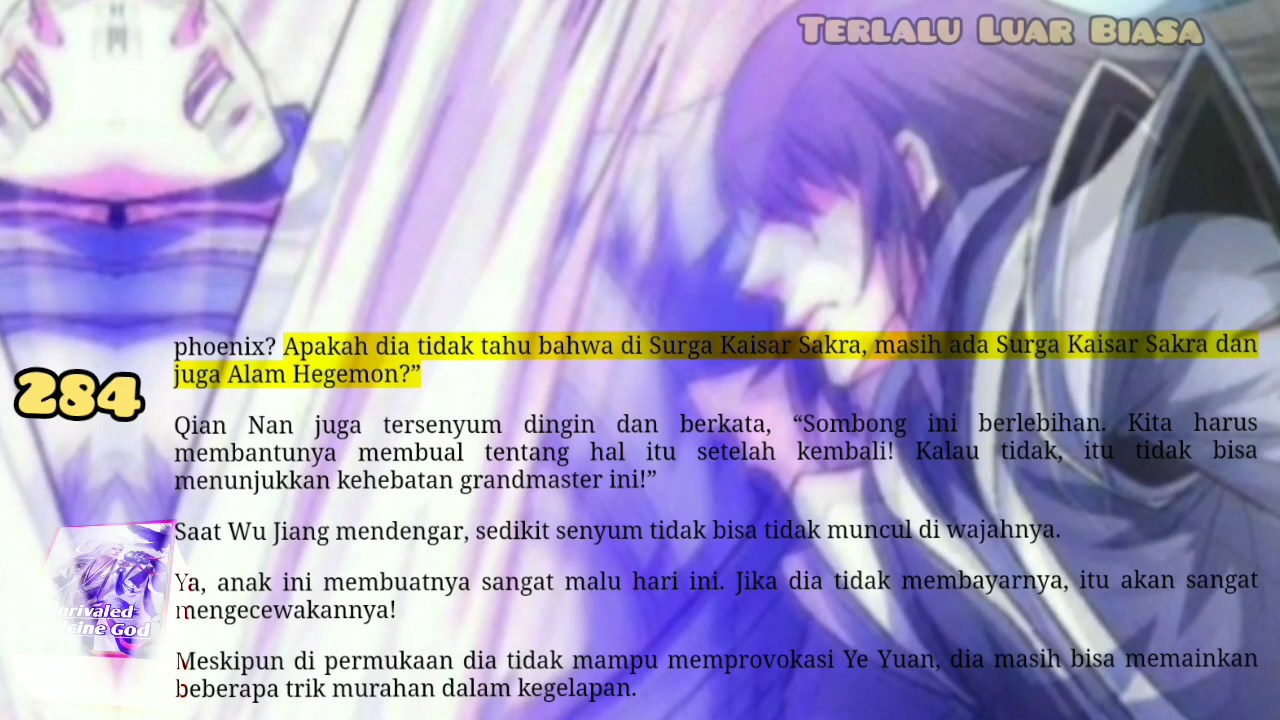 Terlalu Luar Biasa
phoenix? Apakah dia tidak tahu bahwa di Surga Kaisar Sakra, masih ada Surga Kaisar Sakra dan
juga Alam Hegemon?”
284
Qian Nan juga tersenyum dingin dan berkata, “Sombong ini berlebihan. Kita harus
membantunya membual tentang hal itu setelah kembali! Kalau tidak, itu tidak bisa
menunjukkan kehebatan grandmaster ini!”
Saat Wu Jiang mendengar, sedikit senyum tidak bisa tidak muncul di wajahnya.
Ya, anak ini membuatnya sangat malu hari ini. Jika dia tidak membayarnya, itu akan sangat
mengecewakannya!
Unrivaled
Medicine God
Meskipun di permukaan dia tidak mampu memprovokasi Ye Yuan, dia masih bisa memainkan
beberapa trik murahan dalam kegelapan.